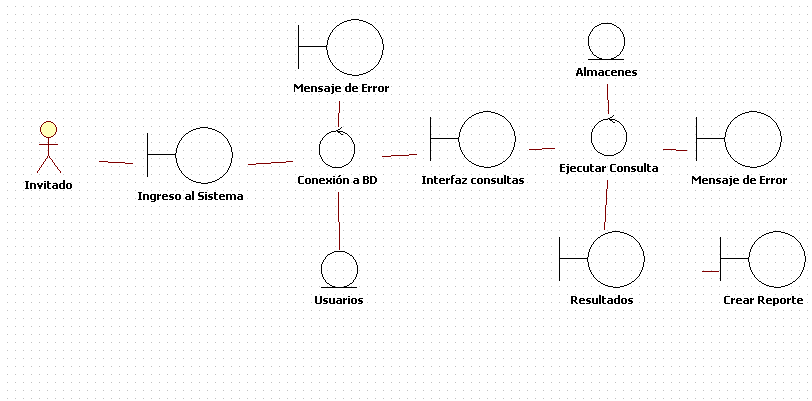 Mensaje de Error
Almacenes
Invitado
Ingreso al Sistema
Conexión a BD
Interfaz consultas
Ejecutar Consulta
Mensaje de Error
Usuarios
Resultados
Crear Reporte